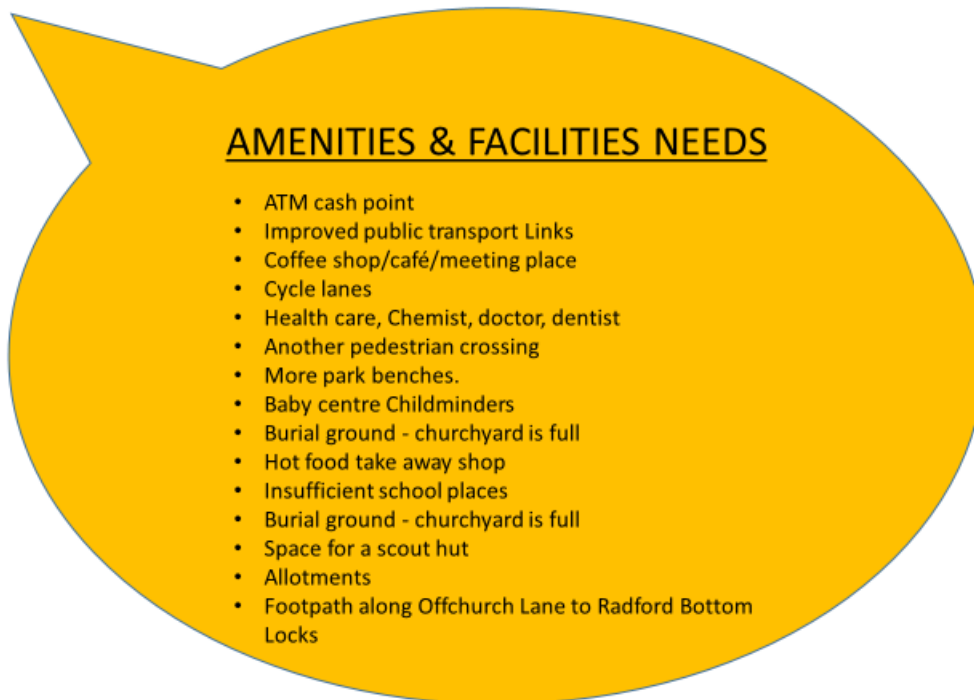 AMENITIES & FACILITIES NEEDS
• ATM cash point
• Improved public transport Links
• Coffee shop/café/meeting place
• Cycle lanes
• Health care, Chemist, doctor, dentist
• Another pedestrian crossing
• More park benches.
• Baby centre Childminders
• Burial ground - churchyard is full
• Hot food take away shop
• Insufficient school places
• Burial ground - churchyard is full
• Space for a scout hut
• Allotments
• Footpath along Offchurch Lane to Radford Bottom
Locks